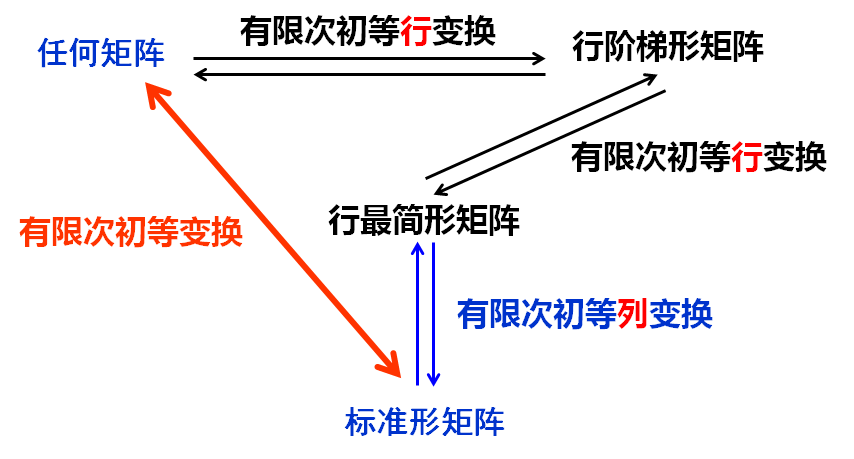 有限次初等行变换
任何矩阵
行阶梯形矩阵
有限次初等行变换
行最简形矩阵
有限次初等变换
有限次初等列变换
标准形矩阵